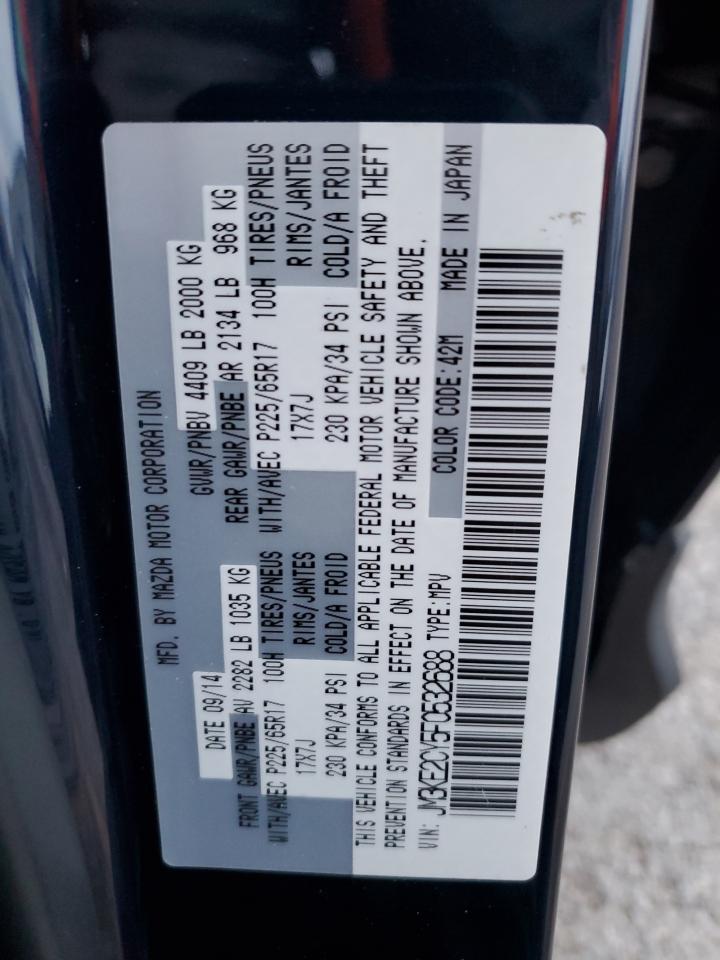 MFD. BY MAZDA MOTOR CORPORATION
DATE 09/14 GVWR/PNBV 4409 LB 2000 KG
FRONT GAWR/PNBE AV 2282 LB 1035 KG REAR GAWR/PNBE AR 2134 LB 968 KG
WITH/AVEC P225/65R17 100H TIRES/PNEUS WITH/AVEC P225/65R17 100H TIRES/PNEUS
17X7J RIMS/JANTES 17X7J RIMS/JANTES
230 KPA/34 PSI COLD/A FROID 230 KPA/34 PSI COLD/A FROID
THIS VEHICLE CONFORMS TO ALL APPLICABLE FEDERAL MOTOR VEHICLE SAFETY AND THEFT
PREVENTION STANDARDS IN EFFECT ON THE DATE OF MANUFACTURE SHOWN ABOVE.
VIN: JM3KE2CY5F0532688 TYPE:MPV COLOR CODE:42M MADE IN JAPAN